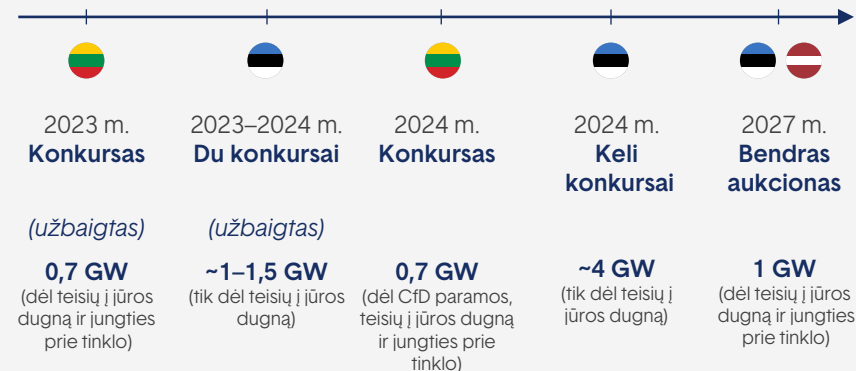 2023 m.
Konkursas
(užbaigtas)
0,7 GW
(dėl teisių į jūros
dugną ir jungties
prie tinklo)
2023–2024 m.
Du konkursai
(užbaigtas)
~1–1,5 GW
(tik dėl teisių į jūros
dugną)
2024 m.
Konkursas
0,7 GW
(dėl CfD paramos,
teisių į jūros dugną
ir jungties prie
tinklo)
2024 m.
Keli
konkursai
~4 GW
(tik dėl teisių į
jūros dugną)
2027 m.
Bendras
aukcionas
1 GW
(dėl teisių į jūros
dugną ir jungties
prie tinklo)